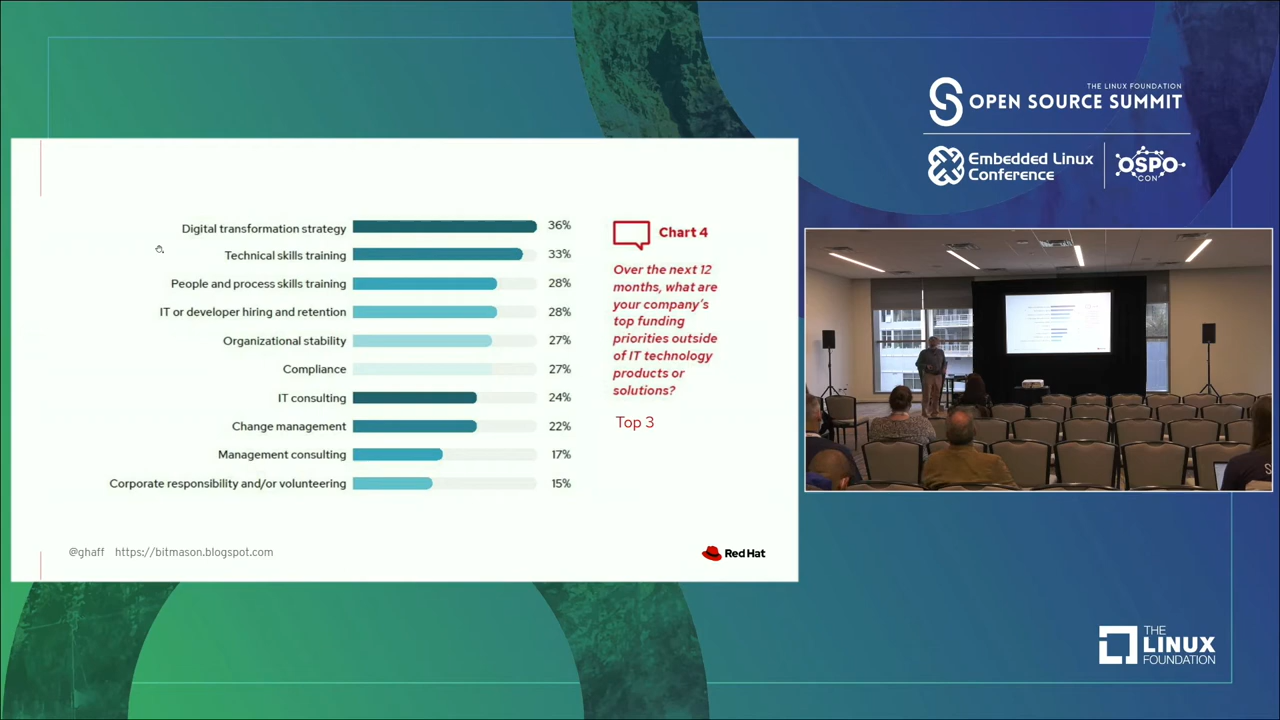 THE LINUX FOUNDATION
OPEN SOURCE SUMMIT
Embedded Linux
Conference
OSPO
CON
Digital transformation strategy 36%
Technical skills training 33%
People and process skills training 28%
IT or developer hiring and retention 28%
Organizational stability 27%
Compliance 27%
IT consulting 24%
Change management 22%
Management consulting 17%
Corporate responsibility and/or volunteering 15%
Chart 4
Over the next 12
months, what are
your company's
top funding
priorities outside
of IT technology
products or
solutions?
Top 3
@ghaff https://bitmason.blogspot.com
Red Hat
THE
LINUX
FOUNDATION